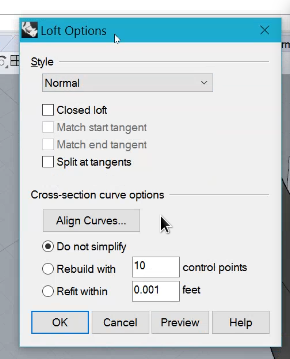 Loft Options
Style
Normal
Closed loft
Match start tangent
Match end tangent
Split at tangents
Cross-section curve options
Align Curves...
Do not simplify
Rebuild with 10 control points
Refit within 0.001 feet
OK Cancel Preview Help